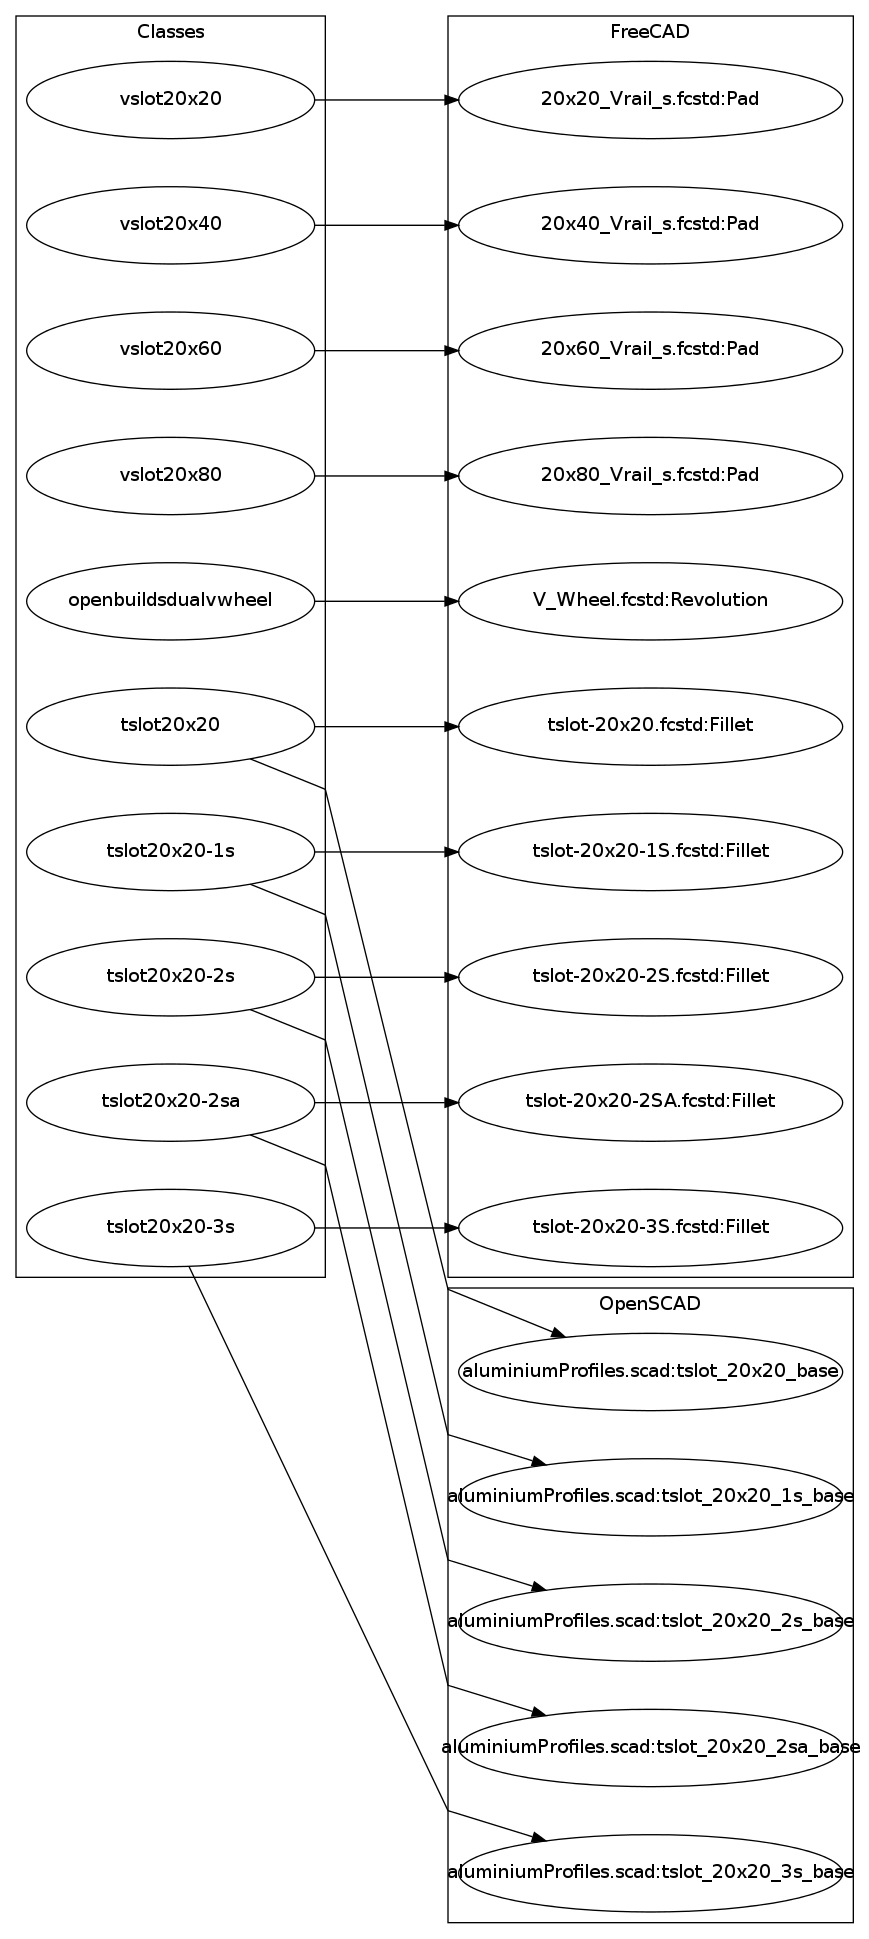 Classes
vslot20x20
vslot20x40
vslot20x60
vslot20x80
openbuildsdualvwheel
tslot20x20
tslot20x20-1s
tslot20x20-2s
tslot20x20-2sa
tslot20x20-3s
FreeCAD
20x20_Vrail_s.fcstd:Pad
20x40_Vrail_s.fcstd:Pad
20x60_Vrail_s.fcstd:Pad
20x80_Vrail_s.fcstd:Pad
V_Wheel.fcstd:Revolution
tslot-20x20.fcstd:Fillet
tslot-20x20-1S.fcstd:Fillet
tslot-20x20-2S.fcstd:Fillet
tslot-20x20-2SA.fcstd:Fillet
tslot-20x20-3S.fcstd:Fillet
OpenSCAD
aluminiumProfiles.scad:tslot_20x20_base
aluminiumProfiles.scad:tslot_20x20_1s_base
aluminiumProfiles.scad:tslot_20x20_2s_base
aluminiumProfiles.scad:tslot_20x20_2sa_base
aluminiumProfiles.scad:tslot_20x20_3s_base